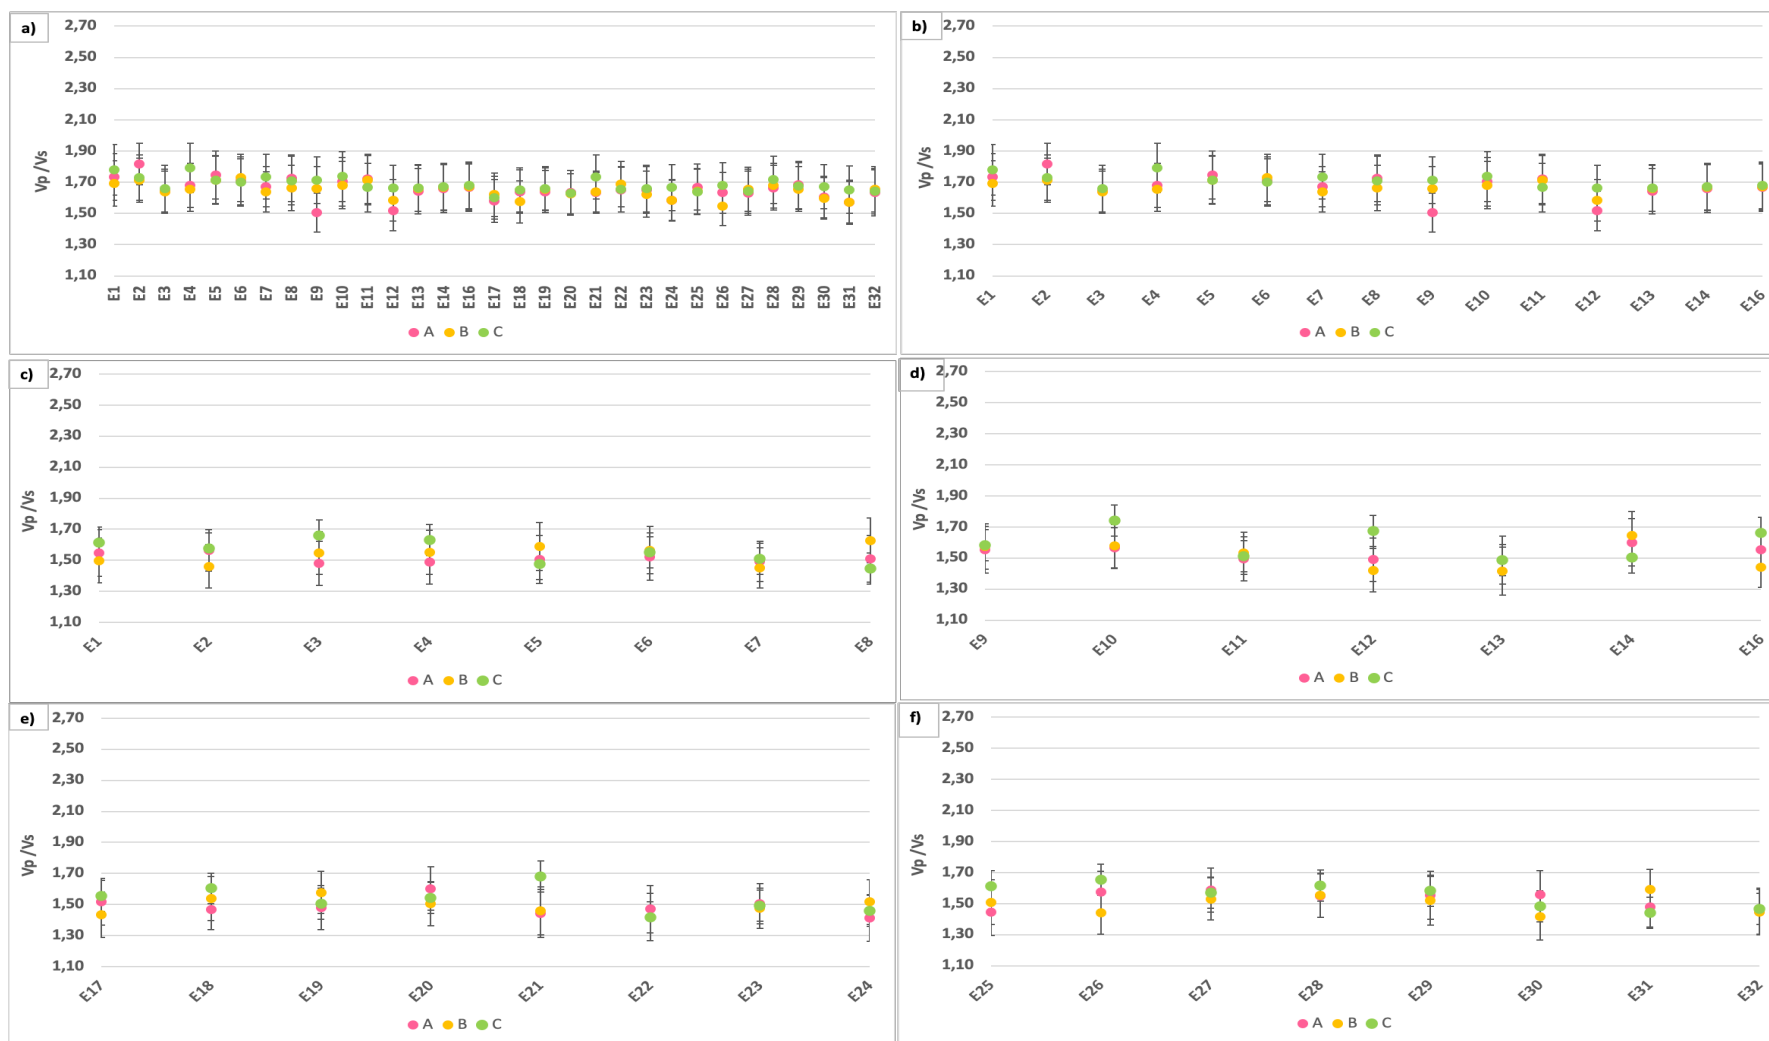 a)
2,70
2,50
2,30
2,10
1,90
1,70
1,50
1,30
1,10
Vp /Vs
E1 E2 E3 E4 E5 E6 E7 E8 E9 E10 E11 E12 E13 E14 E16 E17 E18 E19 E20 E21 E22 E23 E24 E25 E26 E27 E28 E29 E30 E31 E32
A B C
b)
2,70
2,50
2,30
2,10
1,90
1,70
1,50
1,30
1,10
Vp /Vs
E1 E2 E3 E4 E5 E6 E7 E8 E9 E10 E11 E12 E13 E14 E16
A B C
c)
2,70
2,50
2,30
2,10
1,90
1,70
1,50
1,30
1,10
Vp /Vs
E1 E2 E3 E4 E5 E6 E7 E8
A B C
d)
2,70
2,50
2,30
2,10
1,90
1,70
1,50
1,30
1,10
Vp /Vs
E9 E10 E11 E12 E13 E14 E16
A B C
e)
2,70
2,50
2,30
2,10
1,90
1,70
1,50
1,30
1,10
Vp /Vs
E17 E18 E19 E20 E21 E22 E23 E24
A B C
f)
2,70
2,50
2,30
2,10
1,90
1,70
1,50
1,30
1,10
Vp /Vs
E25 E26 E27 E28 E29 E30 E31 E32
A B C